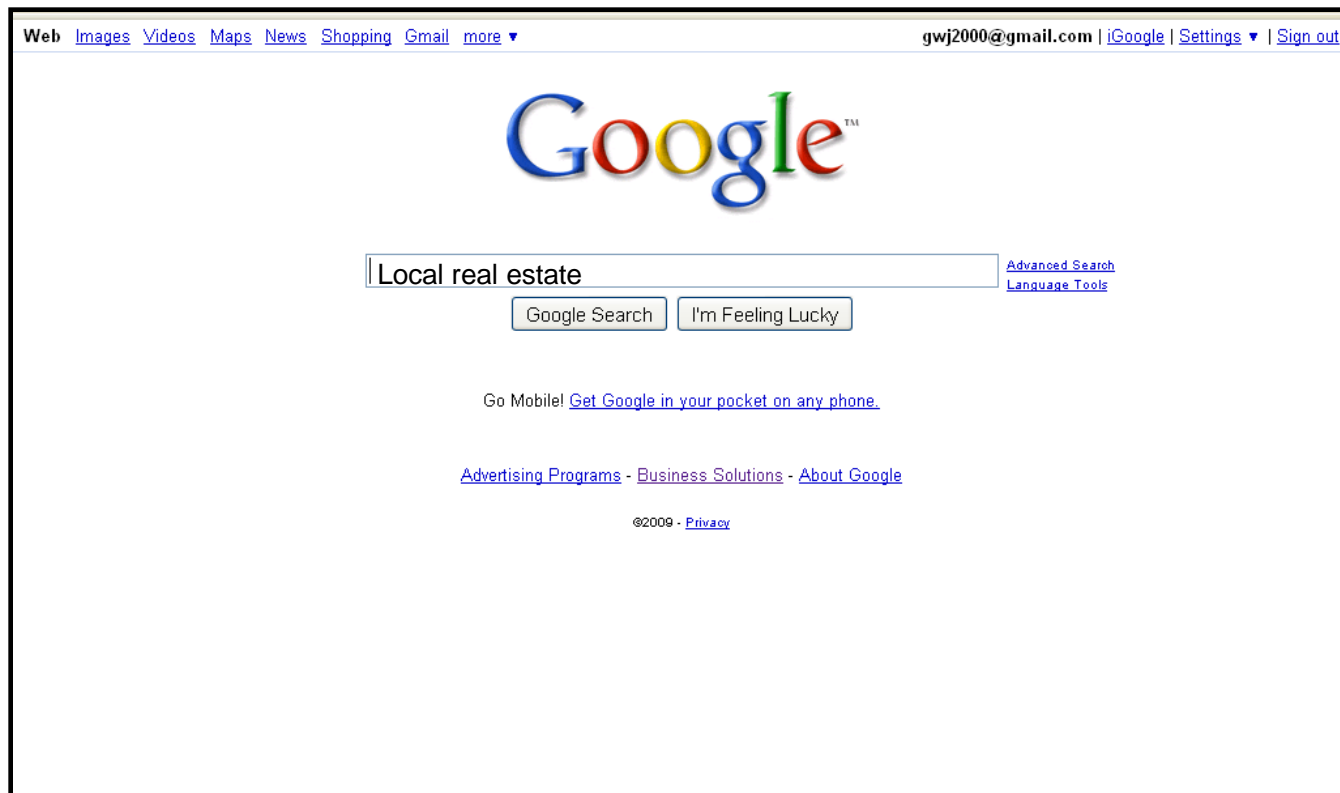 Web Images Videos Maps News Shopping Gmail more ▼ gwj2000@gmail.com | iGoogle | Settings ▼ | Sign out
Google™
Local real estate
Advanced Search
Language Tools
Google Search I'm Feeling Lucky
Go Mobile! Get Google in your pocket on any phone.
Advertising Programs - Business Solutions - About Google
©2009 - Privacy